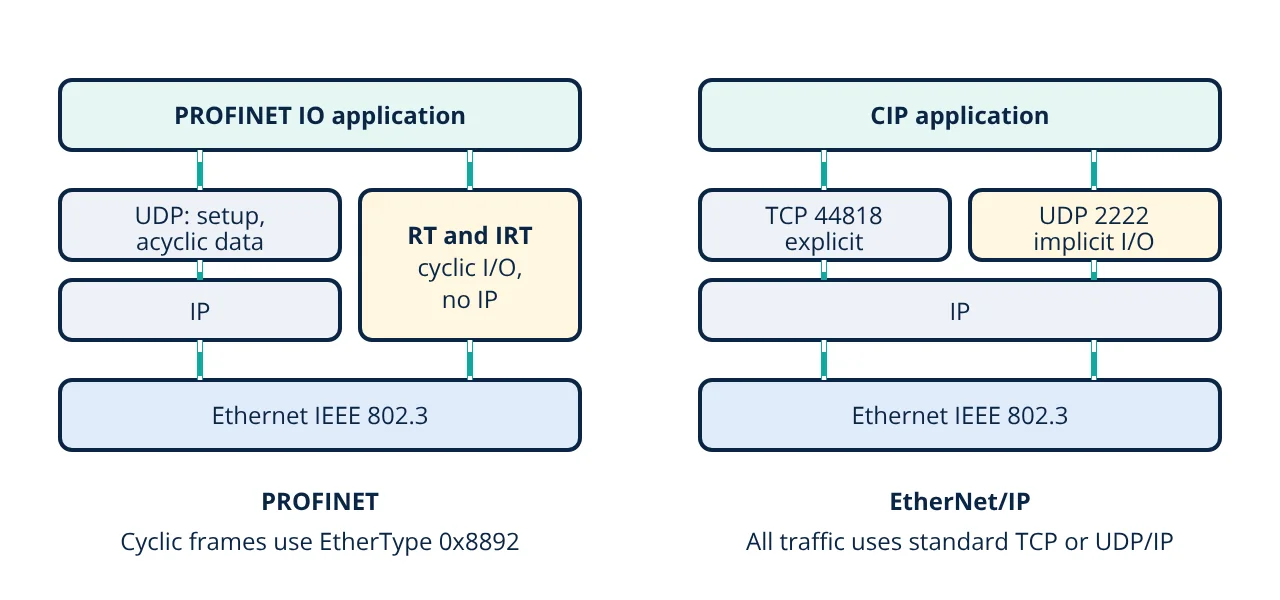 PROFINET IO application
UDP: setup,
acyclic data
RT and IRT
cyclic I/O,
no IP
IP
Ethernet IEEE 802.3
PROFINET
Cyclic frames use EtherType 0x8892
CIP application
TCP 44818
explicit
UDP 2222
implicit I/O
IP
Ethernet IEEE 802.3
EtherNet/IP
All traffic uses standard TCP or UDP/IP